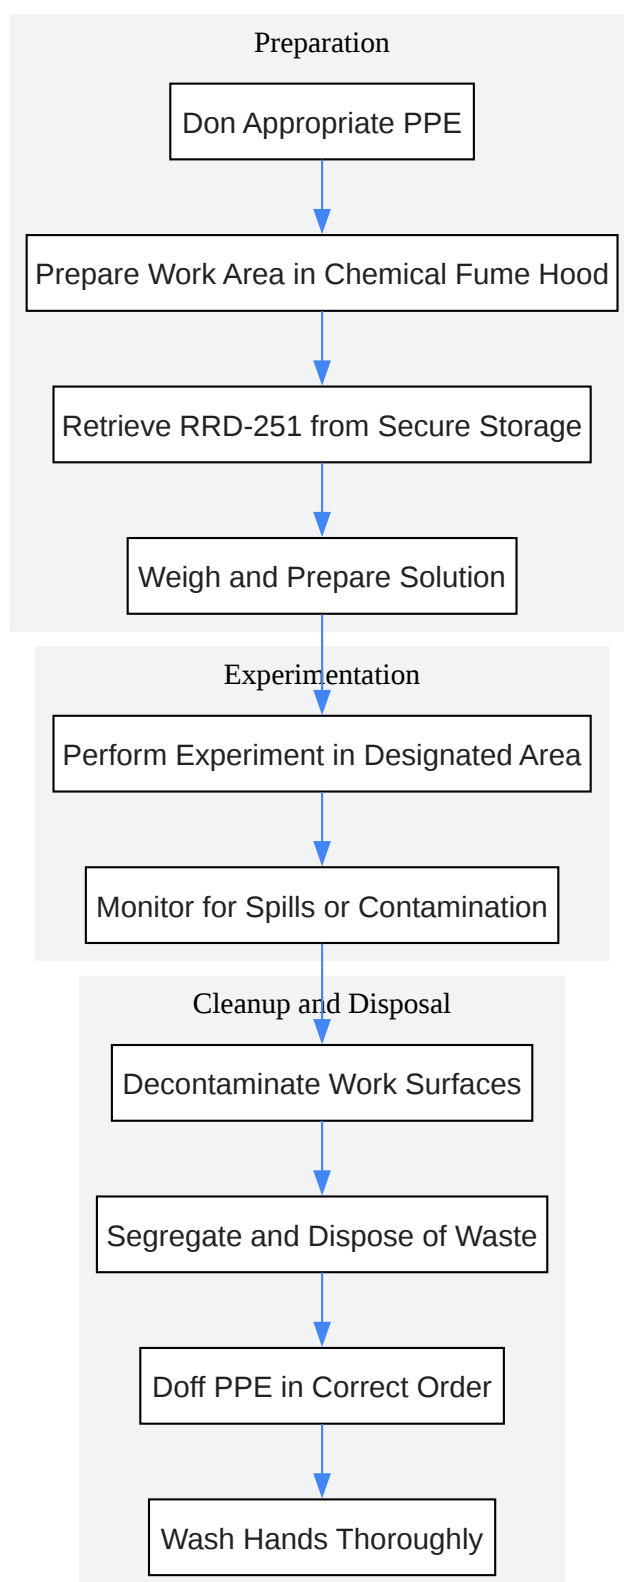 Preparation
Don Appropriate PPE
Prepare Work Area in Chemical Fume Hood
Retrieve RRD-251 from Secure Storage
Weigh and Prepare Solution
Experimentation
Perform Experiment in Designated Area
Monitor for Spills or Contamination
Cleanup and Disposal
Decontaminate Work Surfaces
Segregate and Dispose of Waste
Doff PPE in Correct Order
Wash Hands Thoroughly